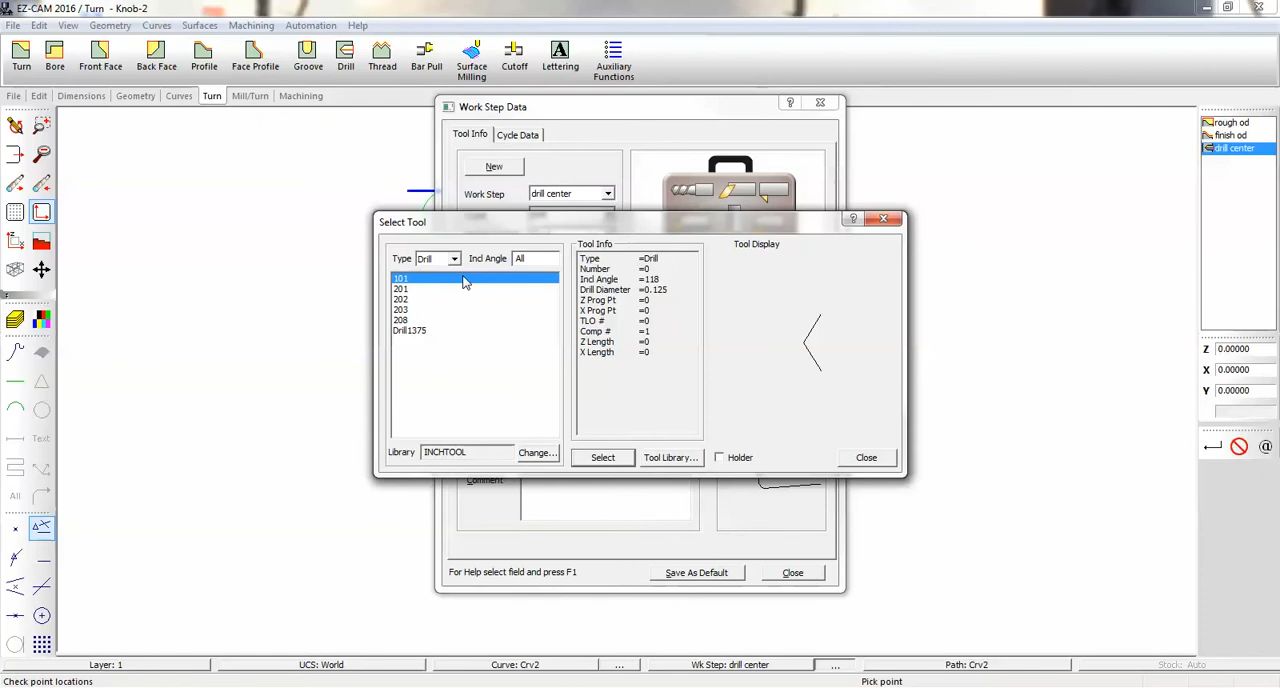 EZ-CAM 2016 / Turn - Knob-2
File Edit View Geometry Curves Surfaces Machining Automation Help
Turn Bore Front Face Back Face Profile Face Profile Groove Drill Thread Bar Pull Surface Milling Cutoff Lettering Auxiliary Functions
File Edit Dimensions Geometry Curves Turn Mill/Turn Machining
Work Step Data
Tool Info Cycle Data
New
Work Step drill center
Select Tool
Type Drill Incl Angle All
101
201
202
203
208
Drill1375
Library INCHTOOL Change...
Tool Info
Type =Drill
Number =0
Incl Angle =118
Drill Diameter =0.125
Z Prog Pt =0
X Prog Pt =0
TLO # =0
Comp # =1
Z Length =0
X Length =0
Tool Display
Select Tool Library... Holder Close
Comment
For Help select field and press F1 Save As Default Close
rough od
finish od
drill center
Z 0.00000
X 0.00000
Y 0.00000
Text
All
Layer: 1 UCS: World Curve: Crv2 ... Wk Step: drill center ... Path: Crv2 Stock: Auto
Check point locations Pick point